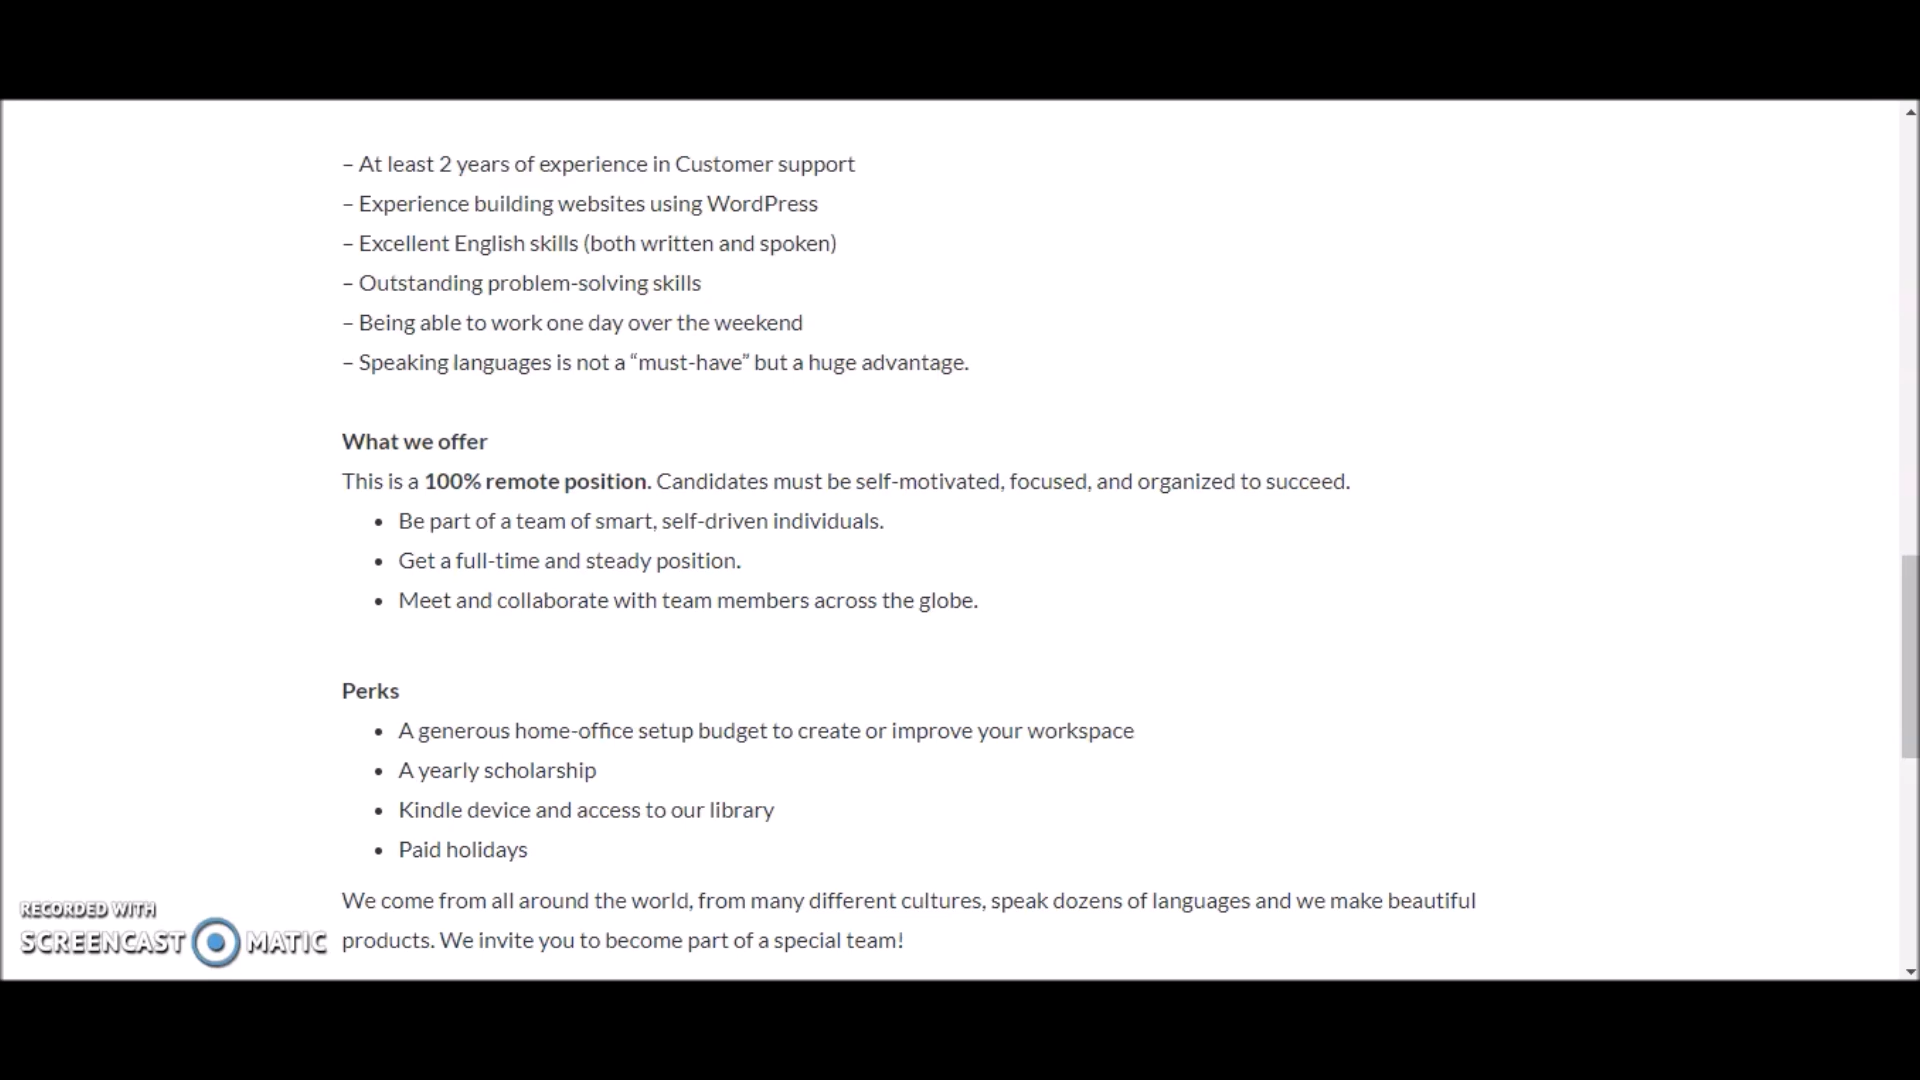 – At least 2 years of experience in Customer support
– Experience building websites using WordPress
– Excellent English skills (both written and spoken)
– Outstanding problem-solving skills
– Being able to work one day over the weekend
– Speaking languages is not a “must-have” but a huge advantage.
What we offer
This is a 100% remote position. Candidates must be self-motivated, focused, and organized to succeed.
• Be part of a team of smart, self-driven individuals.
• Get a full-time and steady position.
• Meet and collaborate with team members across the globe.
Perks
• A generous home-office setup budget to create or improve your workspace
• A yearly scholarship
• Kindle device and access to our library
• Paid holidays
We come from all around the world, from many different cultures, speak dozens of languages and we make beautiful
products. We invite you to become part of a special team!
RECORDED WITH
SCREENCAST MATIC